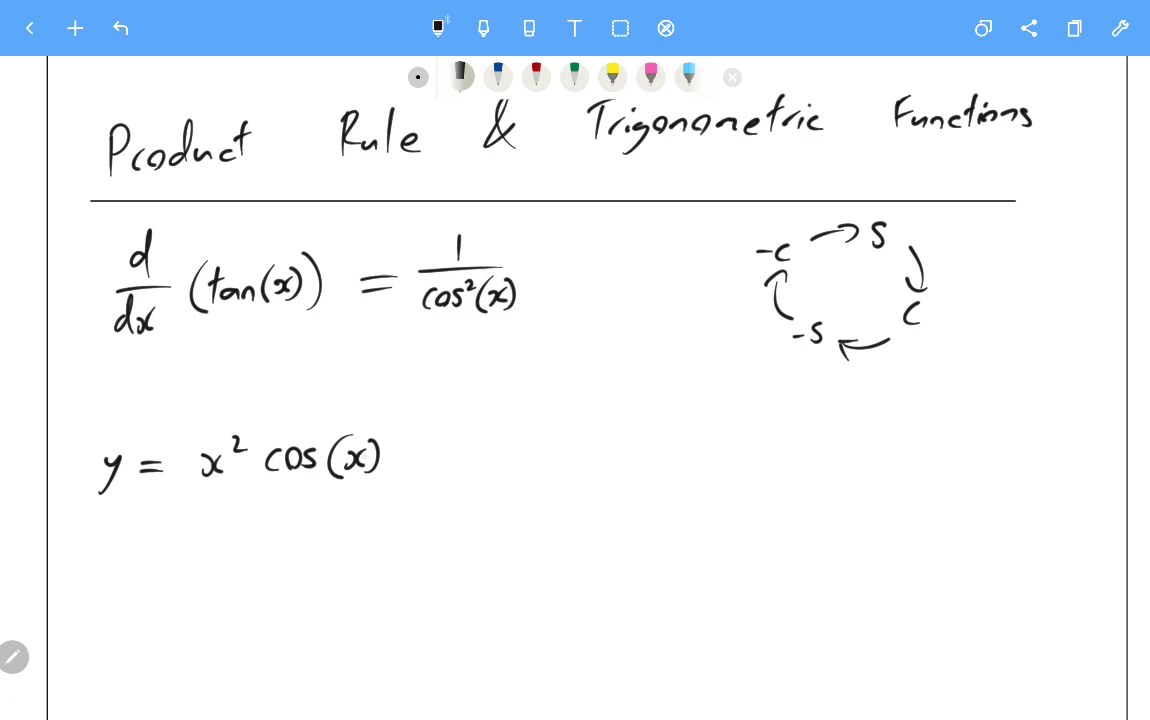 Product Rule & Trigonometric Functions
d/dx (tan(x)) = 1/cos²(x)
-C S
-S C
y = x² cos(x)